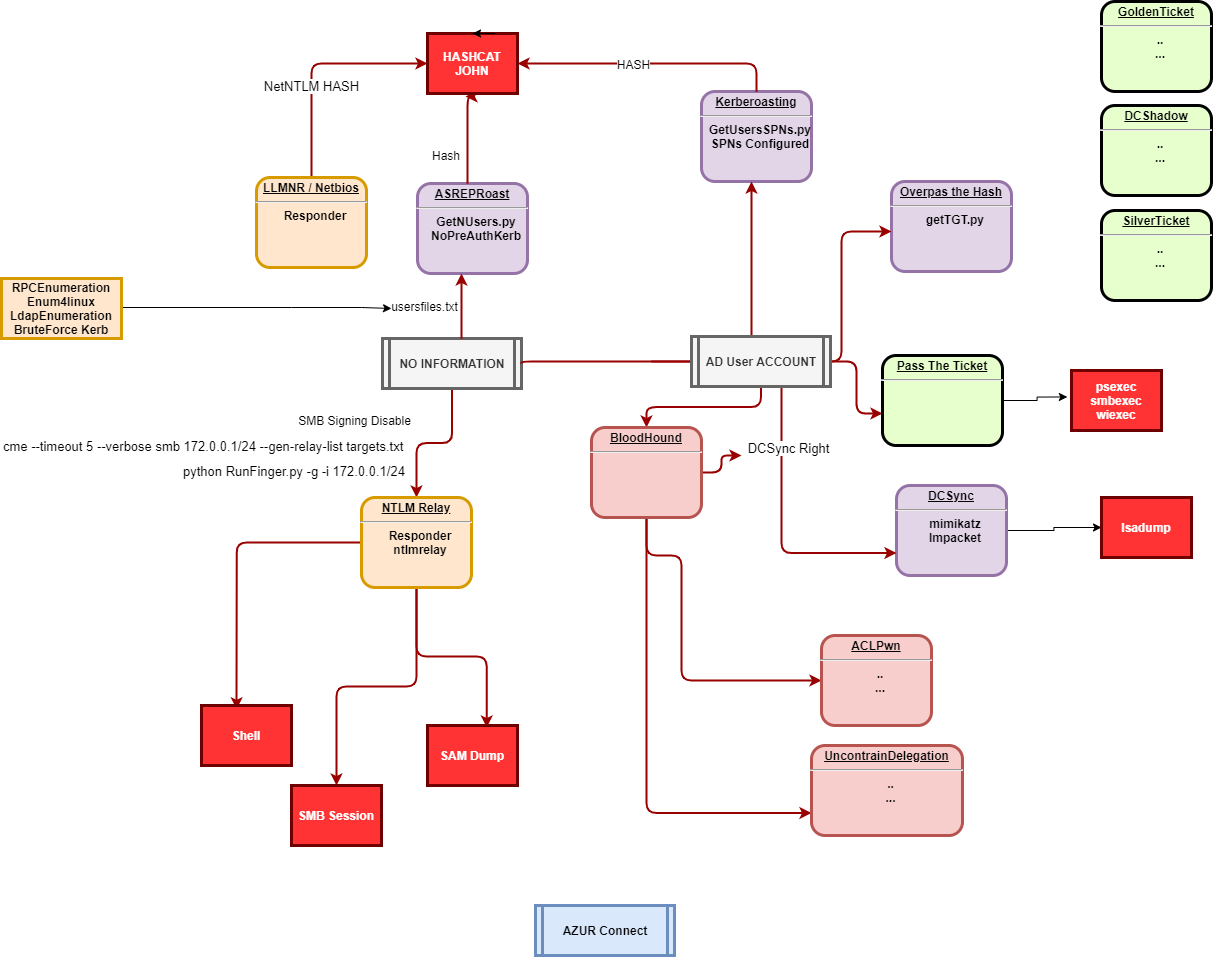 GoldenTicket
..
...
HASHCAT
JOHN
HASH
NetNTLM HASH
Kerberoasting
GetUsersSPNs.py
SPNs Configured
DCShadow
..
...
Hash
LLMNR / Netbios
Responder
ASREPRoast
GetNUsers.py
NoPreAuthKerb
Overpas the Hash
getTGT.py
SilverTicket
..
...
RPCEnumeration
Enum4linux
LdapEnumeration
BruteForce Kerb
usersfiles.txt
NO INFORMATION
AD User ACCOUNT
Pass The Ticket
psexec
smbexec
wiexec
SMB Signing Disable
cme --timeout 5 --verbose smb 172.0.0.1/24 --gen-relay-list targets.txt
python RunFinger.py -g -i 172.0.0.1/24
BloodHound
DCSync Right
NTLM Relay
Responder
ntlmrelay
DCSync
mimikatz
Impacket
lsadump
ACLPwn
..
...
Shell
SAM Dump
SMB Session
UncontrainDelegation
..
...
AZUR Connect